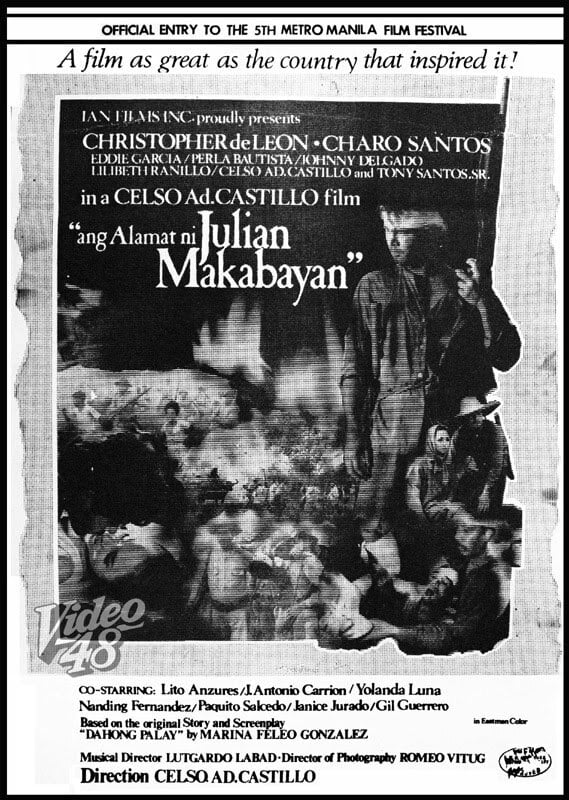 OFFICIAL ENTRY TO THE 5TH METRO MANILA FILM FESTIVAL
A film as great as the country that inspired it!
IAN FILMS INC. proudly presents
CHRISTOPHER de LEON • CHARO SANTOS
EDDIE GARCIA / PERLA BAUTISTA / JOHNNY DELGADO
LILIBETH RANILLO / CELSO AD. CASTILLO and TONY SANTOS, SR.
in a CELSO Ad. CASTILLO film
“ang Alamat ni Julian
Makabayan”
Video
48
CO-STARRING: Lito Anzures / J. Antonio Carrion / Yolanda Luna
Nanding Fernandez / Paquito Salcedo / Janice Jurado / Gil Guerrero
Based on the original Story and Screenplay
“DAHONG PALAY” by MARINA FELEO GONZALEZ
in Eastman Color
Musical Director LUTGARDO LABAD • Director of Photography ROMEO VITUG
Direction CELSO AD. CASTILLO